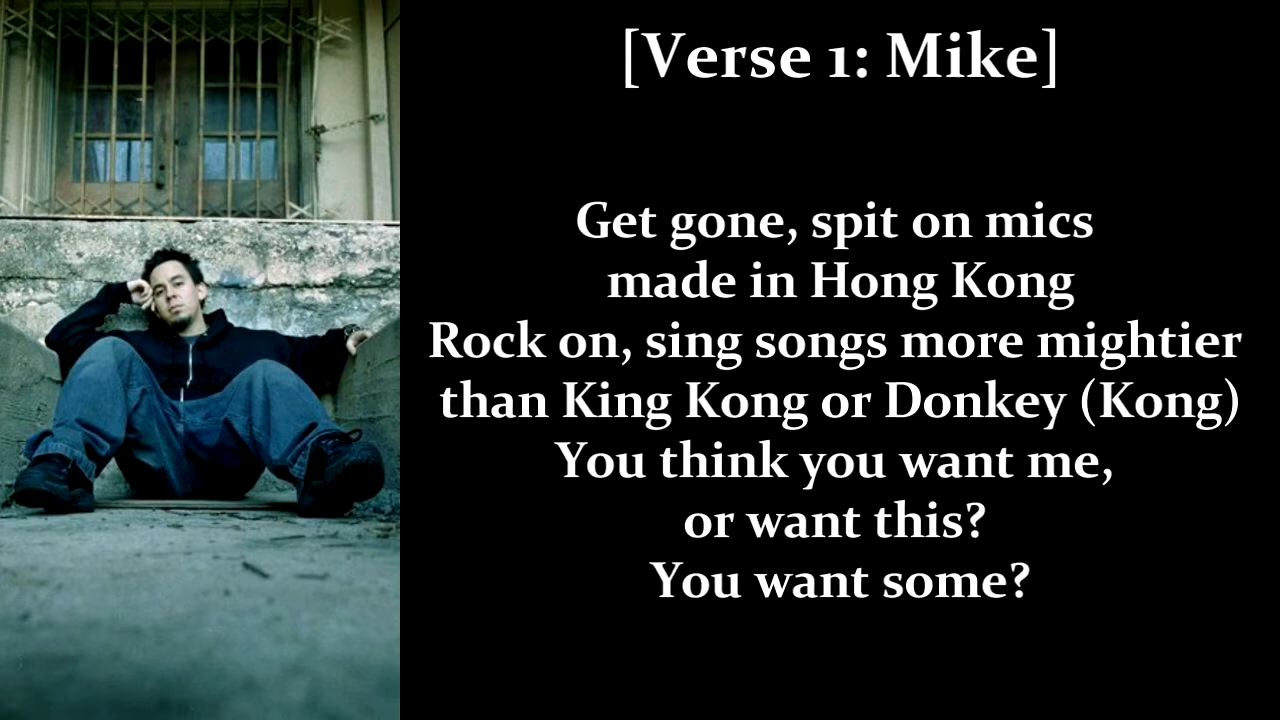 [Verse 1: Mike]
Get gone, spit on mics
made in Hong Kong
Rock on, sing songs more mightier
than King Kong or Donkey (Kong)
You think you want me,
or want this?
You want some?